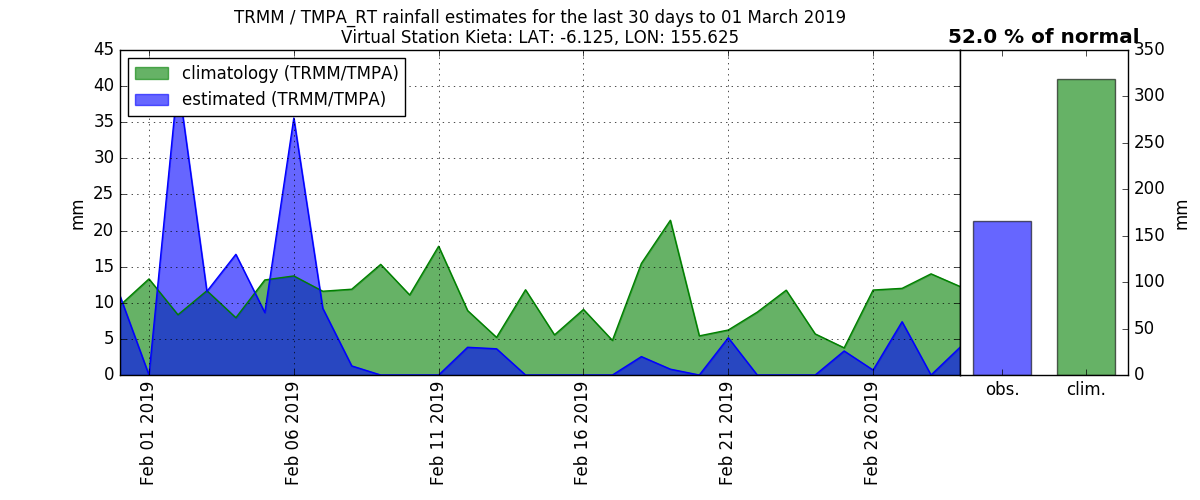 TRMM / TMPA_RT rainfall estimates for the last 30 days to 01 March 2019
Virtual Station Kieta: LAT: -6.125, LON: 155.625
52.0 % of normal
climatology (TRMM/TMPA)
estimated (TRMM/TMPA)
45
40
35
30
25
20
15
10
5
0
mm
Feb 01 2019
Feb 06 2019
Feb 11 2019
Feb 16 2019
Feb 21 2019
Feb 26 2019
350
300
250
200
150
100
50
0
mm
obs.
clim.